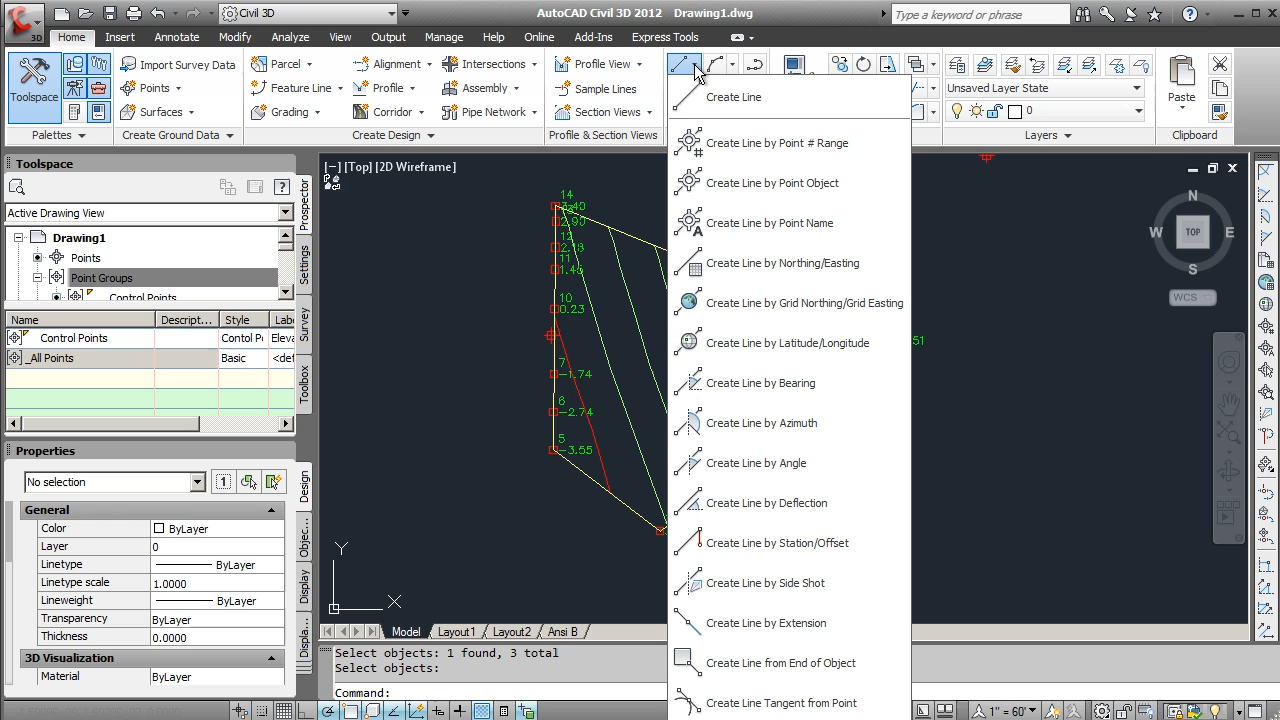 Civil 3D
AutoCAD Civil 3D 2012 Drawing1.dwg
Type a keyword or phrase
3D
Home Insert Annotate Modify Analyze View Output Manage Help Online Add-Ins Express Tools
Toolspace
Import Survey Data
Points
Surfaces
Parcel
Feature Line
Grading
Alignment
Profile
Corridor
Intersections
Assembly
Pipe Network
Profile View
Sample Lines
Section Views
Unsaved Layer State
0
Paste
Palettes
Create Ground Data
Create Design
Profile & Section Views
Layers
Clipboard
Create Line
Create Line by Point # Range
Create Line by Point Object
Create Line by Point Name
Create Line by Northing/Easting
Create Line by Grid Northing/Grid Easting
Create Line by Latitude/Longitude
Create Line by Bearing
Create Line by Azimuth
Create Line by Angle
Create Line by Deflection
Create Line by Station/Offset
Create Line by Side Shot
Create Line by Extension
Create Line from End of Object
Create Line Tangent from Point
Toolspace
Active Drawing View
Drawing1
Points
Point Groups
Control Points
Prospector
Settings
Survey
Toolbox
Name Descript... Style
Control Points
_All Points Basic <def
Properties
No selection
General
Color ByLayer
Layer 0
Linetype ByLayer
Linetype scale 1.0000
Lineweight ByLayer
Transparency ByLayer
Thickness 0.0000
3D Visualization
Material ByLayer
Design
Objec...
Display
Displa...
[−] [Top] [2D Wireframe]
14
3.40
2.90
12
11
1.45
10
0.23
7
-1.74
6
-2.74
5
-3.55
51
N
W
TOP
E
S
WCS
Y
X
Model Layout1 Layout2 Ansi B
Select objects: 1 found, 3 total
Select objects:
Command:
1" = 60'